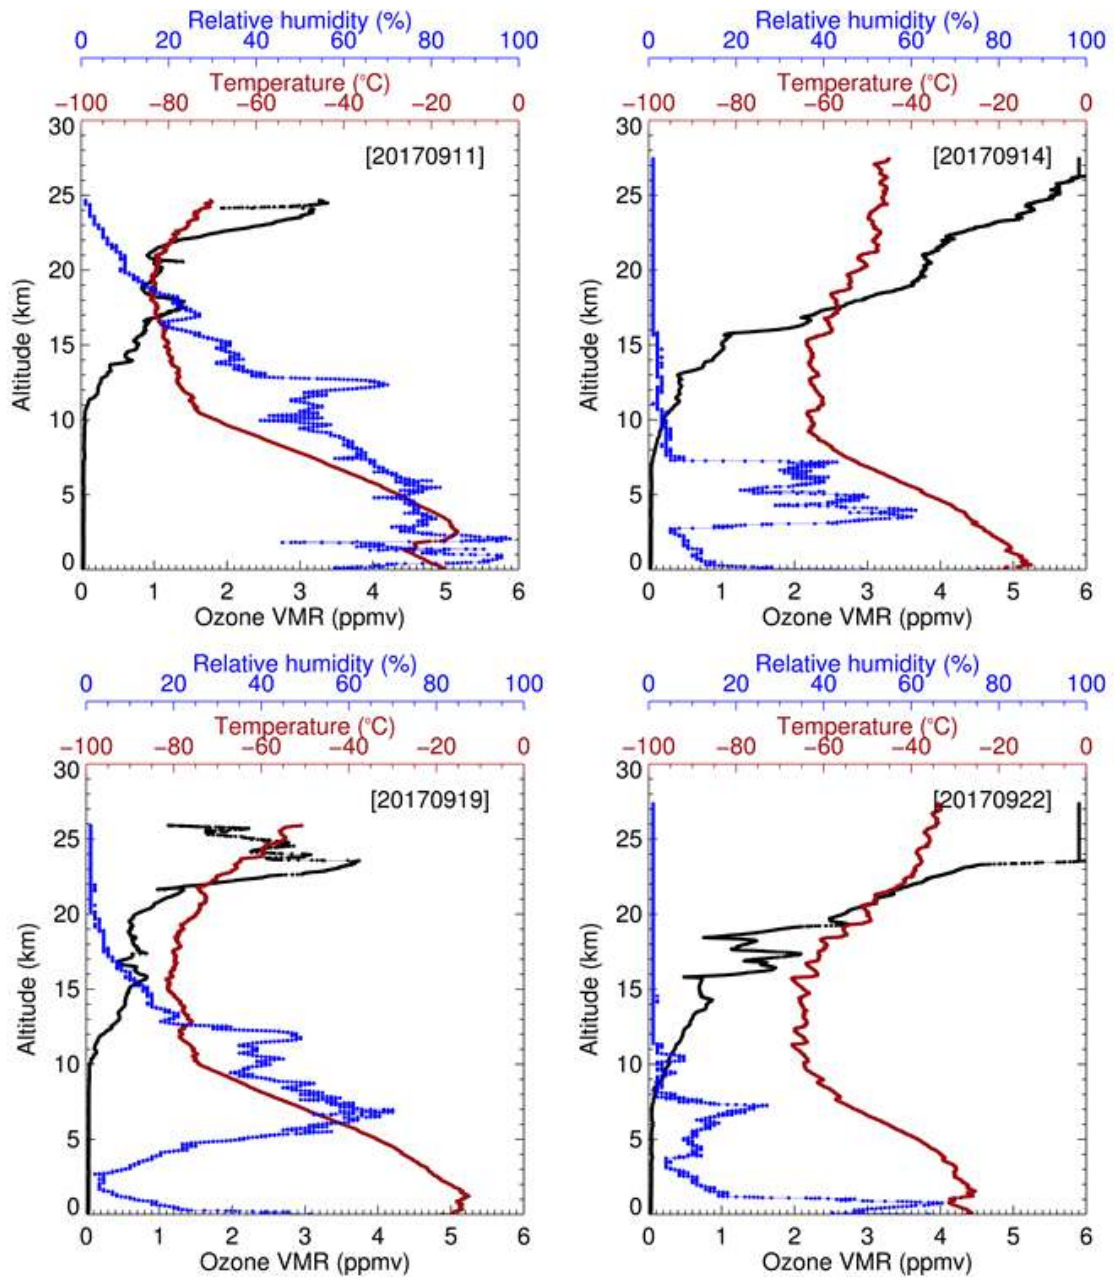 Relative humidity (%)
0 20 40 60 80 100
Temperature (°C)
−100 −80 −60 −40 −20 0
[20170911]
30
25
20
15
10
5
0
Altitude (km)
0 1 2 3 4 5 6
Ozone VMR (ppmv)
Relative humidity (%)
0 20 40 60 80 100
Temperature (°C)
−100 −80 −60 −40 −20 0
[20170914]
30
25
20
15
10
5
0
Altitude (km)
0 1 2 3 4 5 6
Ozone VMR (ppmv)
Relative humidity (%)
0 20 40 60 80 100
Temperature (°C)
−100 −80 −60 −40 −20 0
[20170919]
30
25
20
15
10
5
0
Altitude (km)
0 1 2 3 4 5 6
Ozone VMR (ppmv)
Relative humidity (%)
0 20 40 60 80 100
Temperature (°C)
−100 −80 −60 −40 −20 0
[20170922]
30
25
20
15
10
5
0
Altitude (km)
0 1 2 3 4 5 6
Ozone VMR (ppmv)